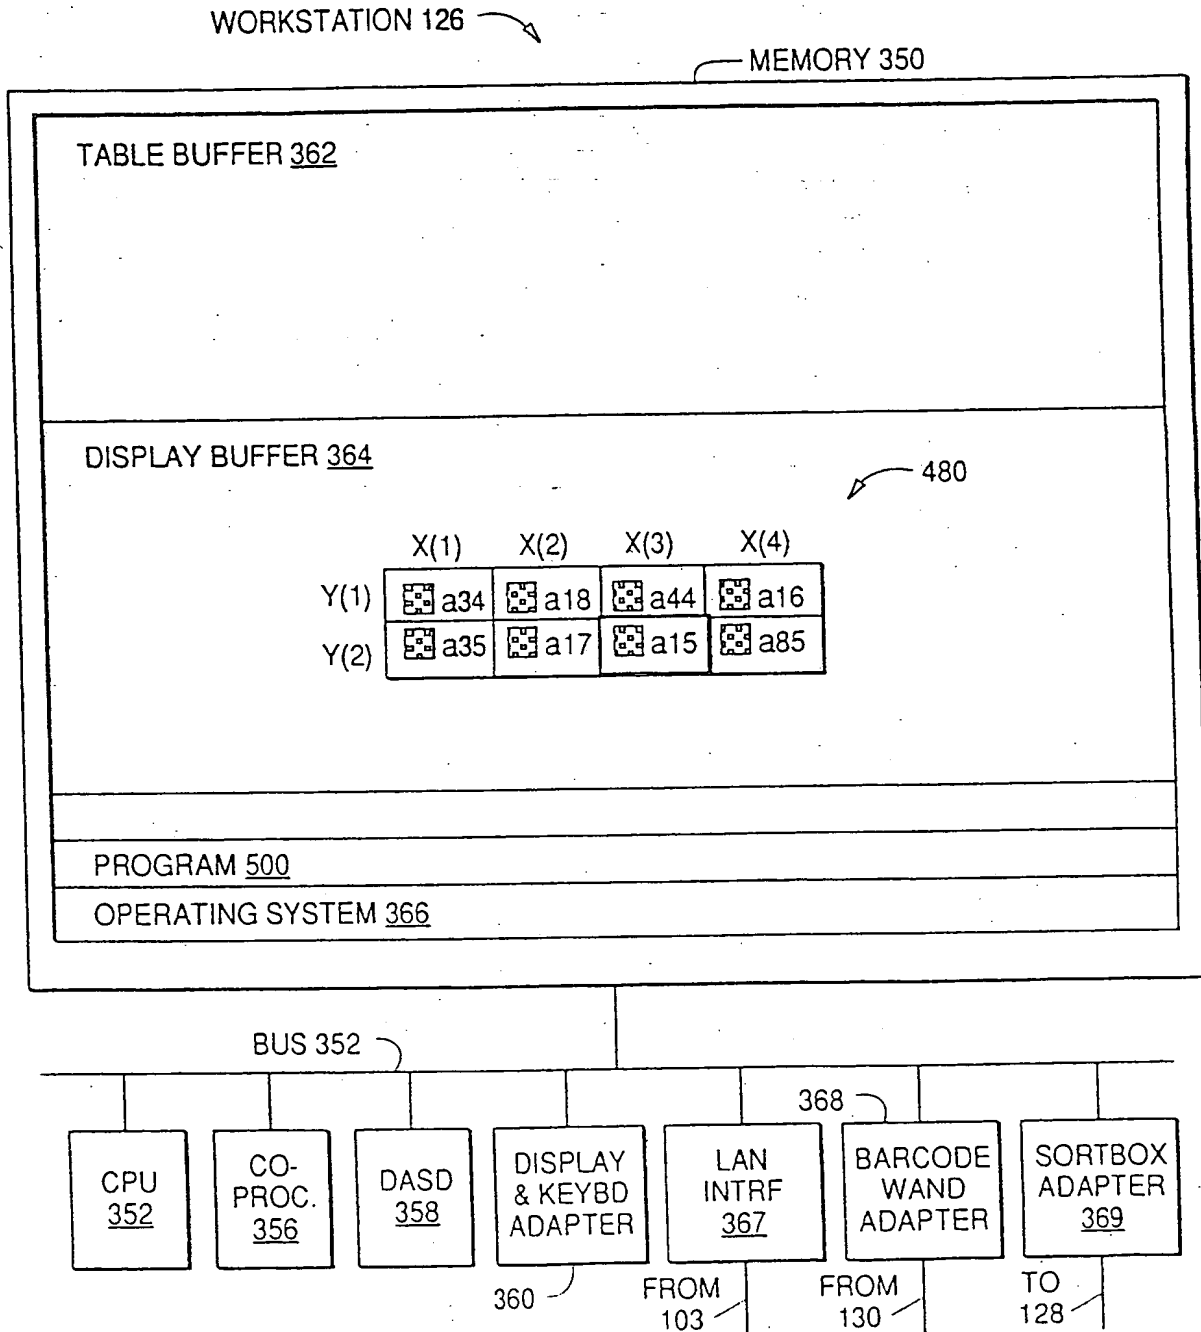 WORKSTATION 126
MEMORY 350
TABLE BUFFER 362
DISPLAY BUFFER 364
480
X(1) X(2) X(3) X(4)
Y(1) a34 a18 a44 a16
Y(2) a35 a17 a15 a85
PROGRAM 500
OPERATING SYSTEM 366
BUS 352
368
CPU
352
CO-
PROC.
356
DASD
358
DISPLAY
& KEYBD
ADAPTER
360
LAN
INTRF
367
BARCODE
WAND
ADAPTER
SORTBOX
ADAPTER
369
FROM
103
FROM
130
TO
128